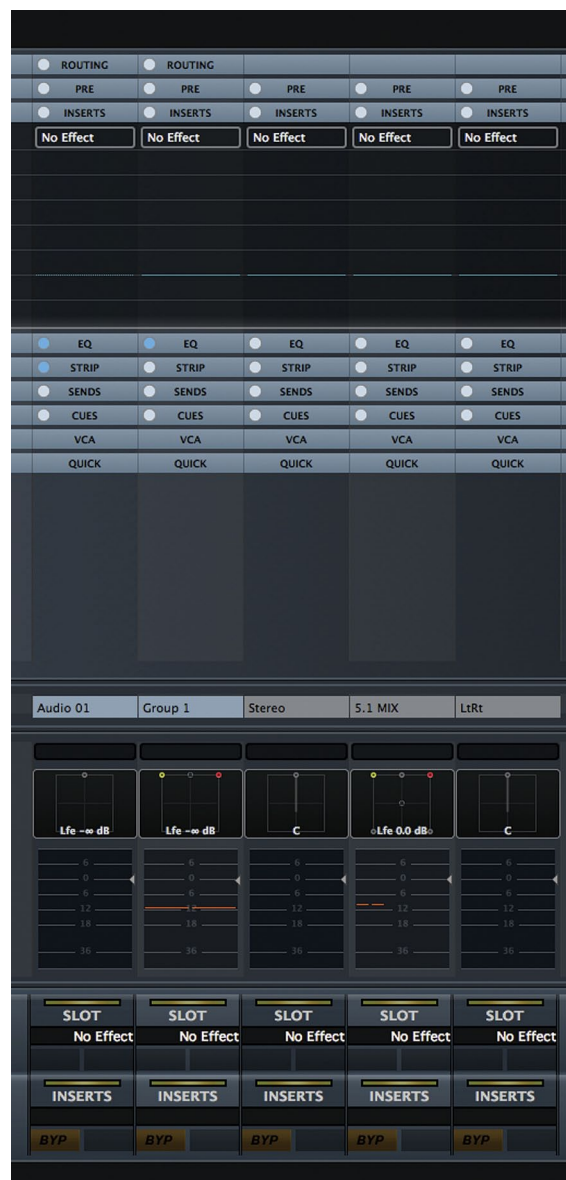 ROUTING ROUTING
PRE PRE PRE PRE PRE
INSERTS INSERTS INSERTS INSERTS INSERTS
No Effect No Effect No Effect No Effect No Effect
EQ EQ EQ EQ EQ
STRIP STRIP STRIP STRIP STRIP
SENDS SENDS SENDS SENDS SENDS
CUES CUES CUES CUES CUES
VCA VCA VCA VCA VCA
QUICK QUICK QUICK QUICK QUICK
Audio 01 Group 1 Stereo 5.1 MIX LtRt
Lfe -∞ dB Lfe -∞ dB C Lfe 0.0 dB C
6 6 6 6 6
0 0 0 0 0
6 6 6 6 6
12 12 12 12 12
18 18 18 18 18
36 36 36 36 36
SLOT SLOT SLOT SLOT SLOT
No Effect No Effect No Effect No Effect No Effect
INSERTS INSERTS INSERTS INSERTS INSERTS
BYP BYP BYP BYP BYP